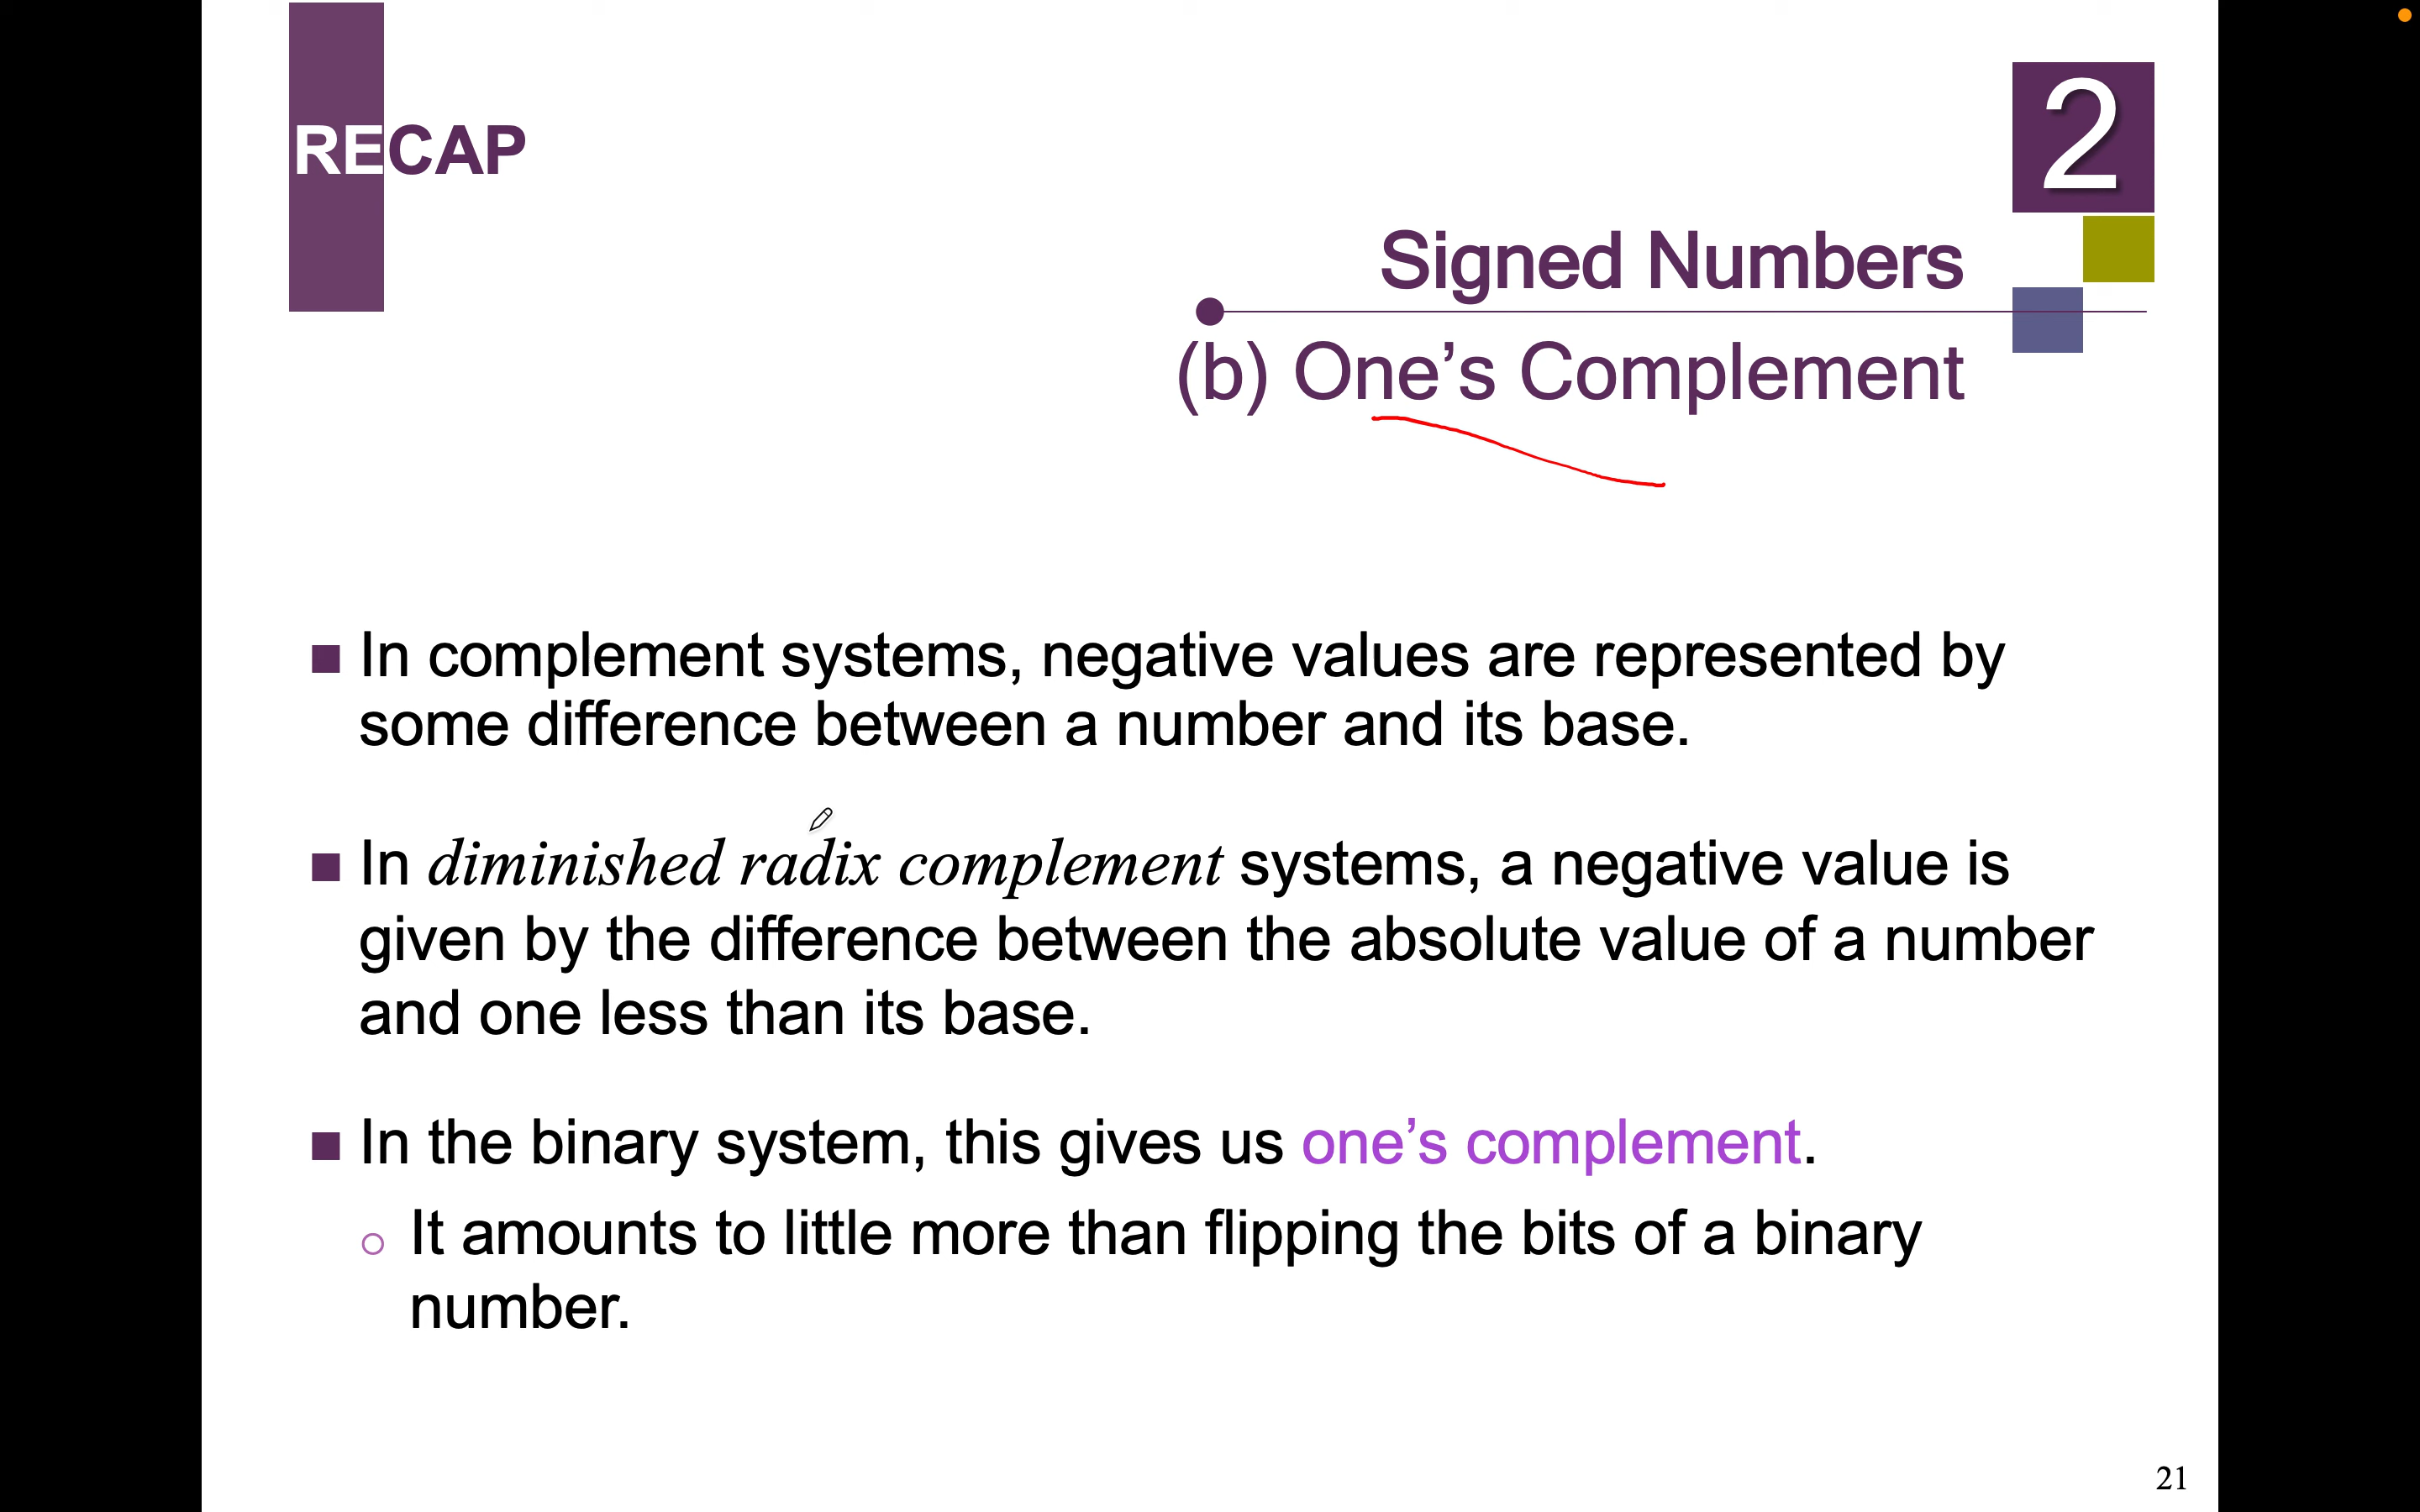 RECAP
2
Signed Numbers
(b) One’s Complement
In complement systems, negative values are represented by
some difference between a number and its base.
In diminished radix complement systems, a negative value is
given by the difference between the absolute value of a number
and one less than its base.
In the binary system, this gives us one’s complement.
It amounts to little more than flipping the bits of a binary
number.
21